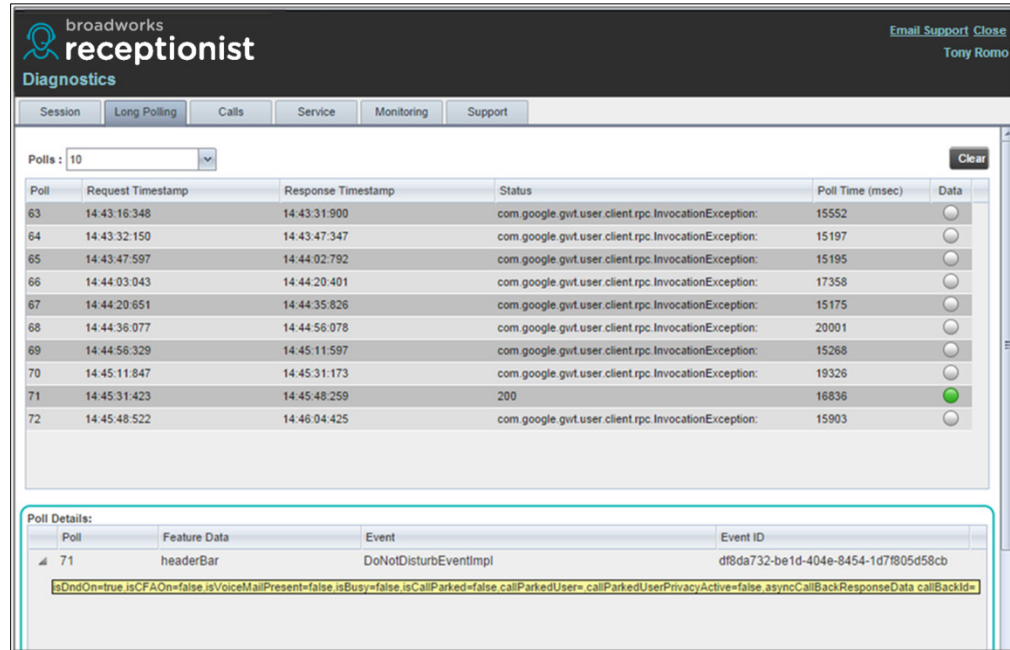 broadworks
receptionist
Email Support Close
Tony Romo
Diagnostics
Session Long Polling Calls Service Monitoring Support
Polls : 10 Clear
Poll Request Timestamp Response Timestamp Status Poll Time (msec) Data
63 14:43:16:348 14:43:31:900 com.google.gwt.user.client.rpc.InvocationException: 15552
64 14:43:32:150 14:43:47:347 com.google.gwt.user.client.rpc.InvocationException: 15197
65 14:43:47:597 14:44:02:792 com.google.gwt.user.client.rpc.InvocationException: 15195
66 14:44:03:043 14:44:20:401 com.google.gwt.user.client.rpc.InvocationException: 17358
67 14:44:20:651 14:44:35:826 com.google.gwt.user.client.rpc.InvocationException: 15175
68 14:44:36:077 14:44:56:078 com.google.gwt.user.client.rpc.InvocationException: 20001
69 14:44:56:329 14:45:11:597 com.google.gwt.user.client.rpc.InvocationException: 15268
70 14:45:11:847 14:45:31:173 com.google.gwt.user.client.rpc.InvocationException: 19326
71 14:45:31:423 14:45:48:259 200 16836
72 14:45:48:522 14:46:04:425 com.google.gwt.user.client.rpc.InvocationException: 15903
Poll Details:
Poll Feature Data Event Event ID
71 headerBar DoNotDisturbEventImpl df8da732-be1d-404e-8454-1d7f805d58cb
isDndOn=true,isCFAOn=false,isVoiceMailPresent=false,isBusy=false,isCallParked=false,callParkedUser=,callParkedUserPrivacyActive=false,asyncCallBackResponseData callBackId=